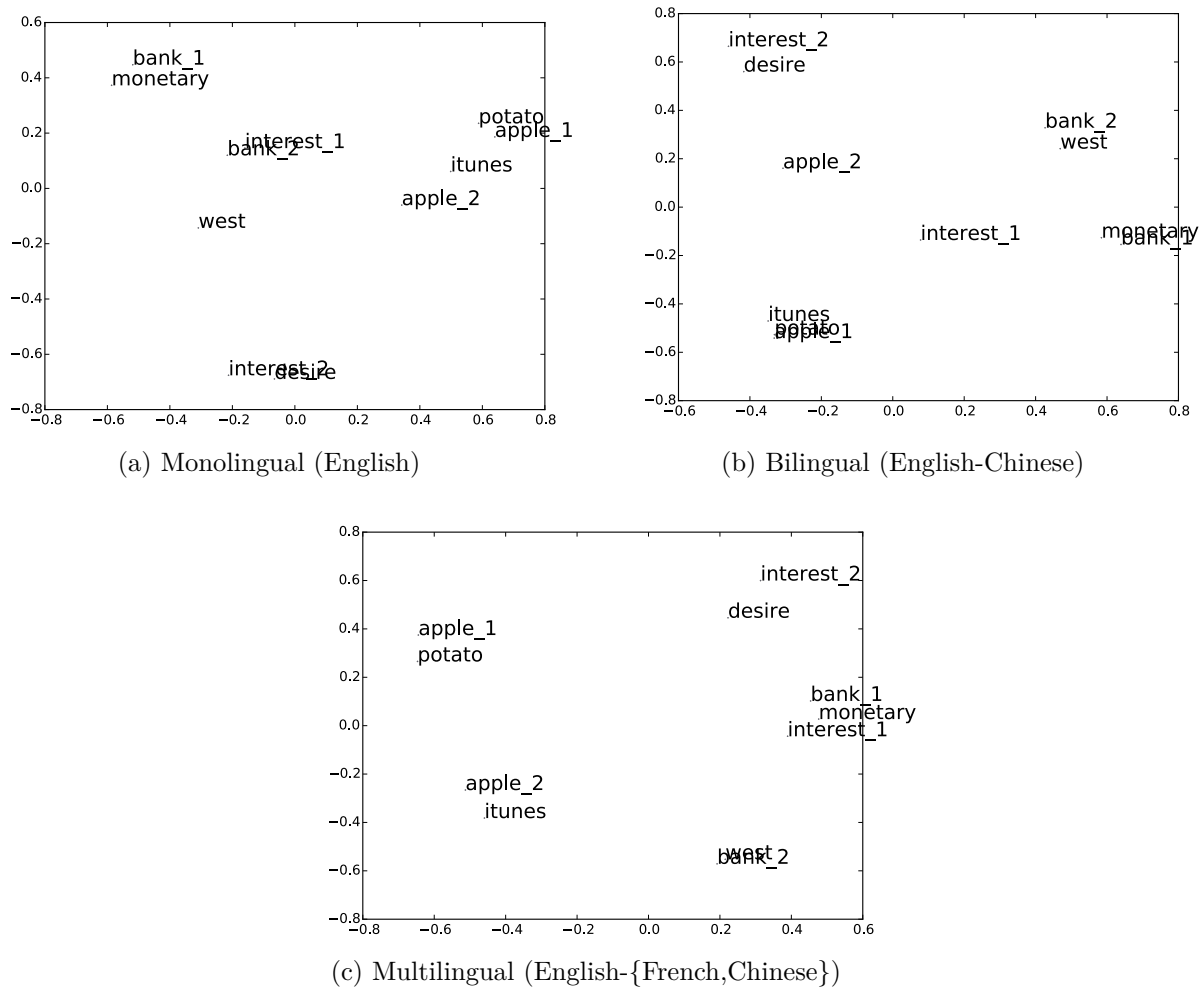 0.6
0.4
0.2
0.0
−0.2
−0.4
−0.6
−0.8
−0.8 −0.6 −0.4 −0.2 0.0 0.2 0.4 0.6 0.8
bank_1
monetary
potato
apple_1
interest_1
bank_2
itunes
apple_2
west
interest_2
desire
(a) Monolingual (English)
0.8
0.6
0.4
0.2
0.0
−0.2
−0.4
−0.6
−0.8
−0.6 −0.4 −0.2 0.0 0.2 0.4 0.6 0.8
interest_2
desire
bank_2
west
apple_2
interest_1
monetary
bank_1
itunes
potato
apple_1
(b) Bilingual (English-Chinese)
0.8
0.6
0.4
0.2
0.0
−0.2
−0.4
−0.6
−0.8
−0.8 −0.6 −0.4 −0.2 0.0 0.2 0.4 0.6
interest_2
desire
apple_1
potato
bank_1
monetary
interest_1
apple_2
itunes
west
bank_2
(c) Multilingual (English-{French,Chinese})